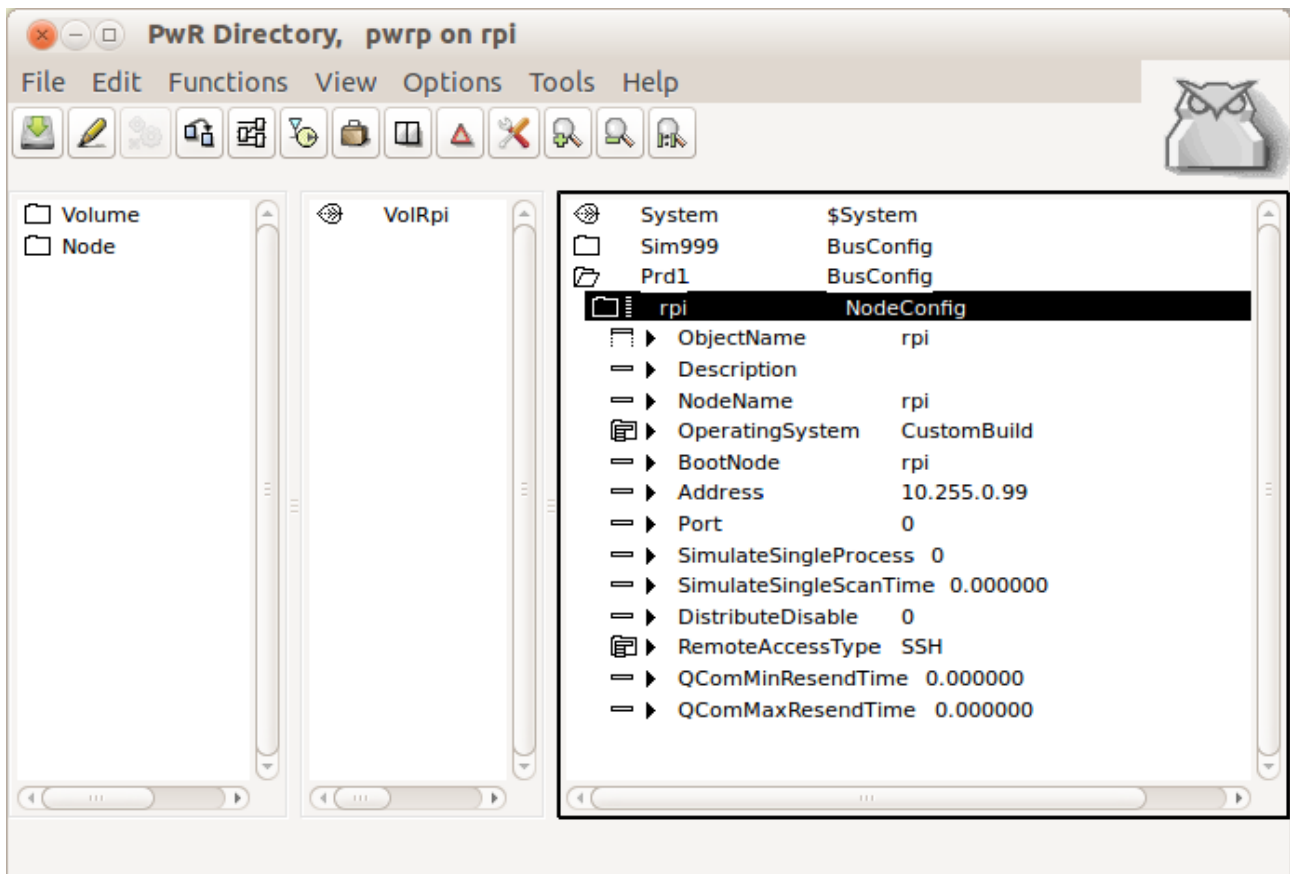 PwR Directory, pwrp on rpi
File Edit Functions View Options Tools Help
1:1
Volume
Node
VolRpi
System $System
Sim999 BusConfig
Prd1 BusConfig
rpi NodeConfig
ObjectName rpi
Description
NodeName rpi
OperatingSystem CustomBuild
BootNode rpi
Address 10.255.0.99
Port 0
SimulateSingleProcess 0
SimulateSingleScanTime 0.000000
DistributeDisable 0
RemoteAccessType SSH
QComMinResendTime 0.000000
QComMaxResendTime 0.000000